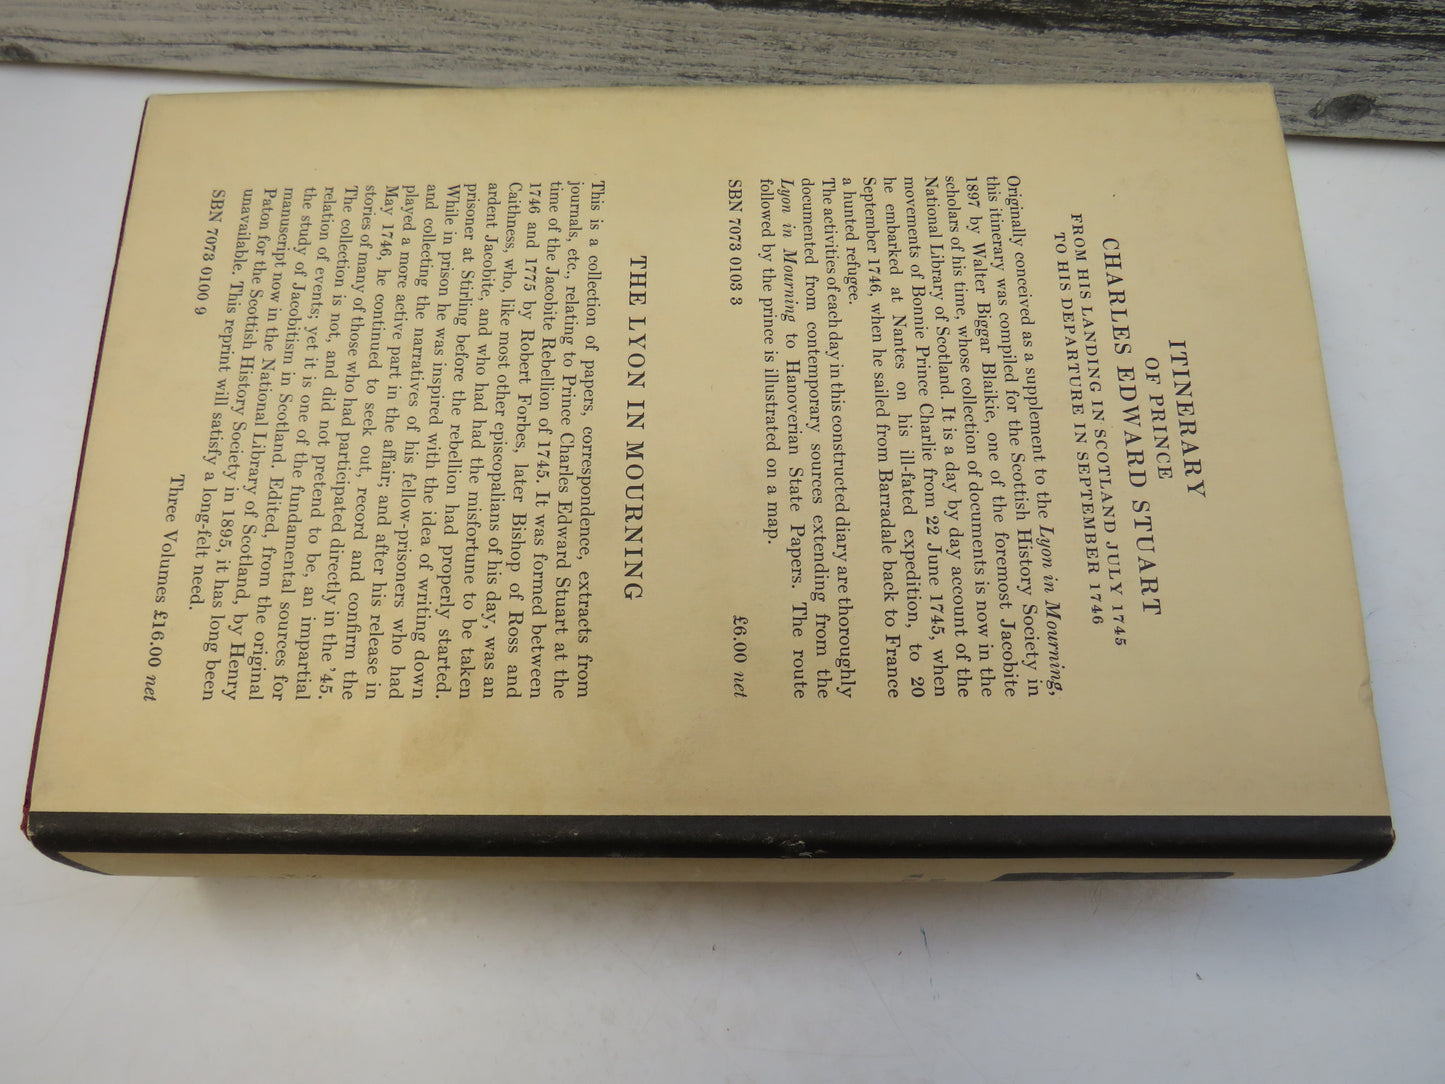 ITINERARY
OF PRINCE
CHARLES EDWARD STUART
FROM HIS LANDING IN SCOTLAND JULY 1745
TO HIS DEPARTURE IN SEPTEMBER 1746
Originally conceived as a supplement to the Lyon in Mourning,
this itinerary was compiled for the Scottish History Society in
1897 by Walter Biggar Blaikie, one of the foremost Jacobite
scholars of his time, whose collection of documents is now in the
National Library of Scotland. It is a day by day account of the
movements of Bonnie Prince Charlie from 22 June 1745, when
he embarked at Nantes on his ill-fated expedition, to 20
September 1746, when he sailed from Barradale back to France
a hunted refugee.
The activities of each day in this constructed diary are thoroughly
documented from contemporary sources extending from the
Lyon in Mourning to Hanoverian State Papers. The route
followed by the prince is illustrated on a map.
SBN 7073 0103 3 £6.00 net
THE LYON IN MOURNING
This is a collection of papers, correspondence, extracts from
journals, etc., relating to Prince Charles Edward Stuart at the
time of the Jacobite Rebellion of 1745. It was formed between
1746 and 1775 by Robert Forbes, later Bishop of Ross and
Caithness, who, like most other episcopalians of his day, was an
ardent Jacobite, and who had had the misfortune to be taken
prisoner at Stirling before the rebellion had properly started.
While in prison he was inspired with the idea of writing down
and collecting the narratives of his fellow-prisoners who had
played a more active part in the affair; and after his release in
May 1746, he continued to seek out, record and confirm the
stories of many of those who had participated directly in the '45.
The collection is not, and did not pretend to be, an impartial
relation of events; yet it is one of the fundamental sources for
the study of Jacobitism in Scotland. Edited, from the original
manuscript now in the National Library of Scotland, by Henry
Paton for the Scottish History Society in 1895, it has long been
unavailable. This reprint will satisfy a long-felt need.
SBN 7073 0100 9 Three Volumes £16.00 net